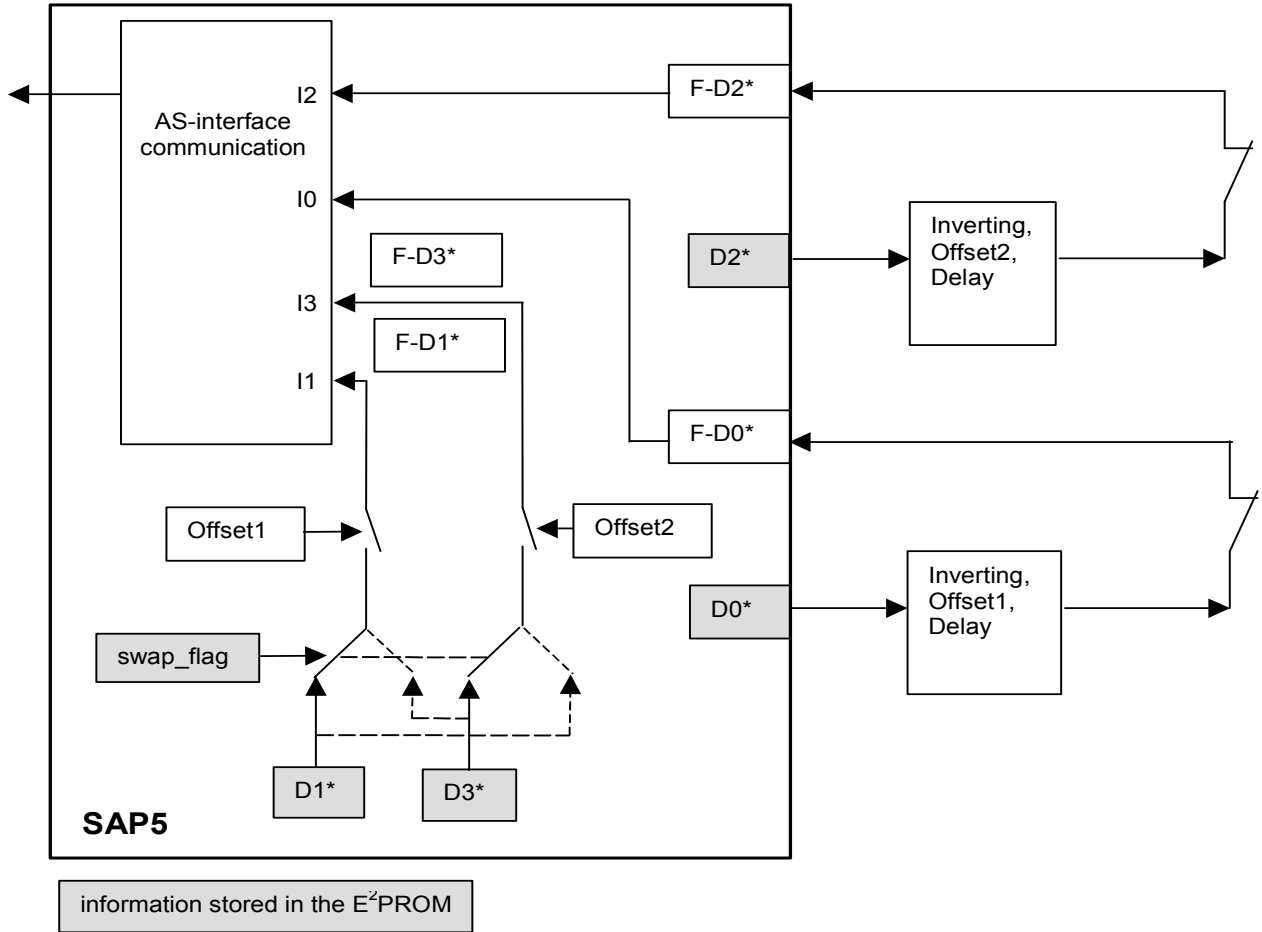 I2
F-D2*
AS-interface
communication
I0
Inverting,
Offset2,
Delay
F-D3*
D2*
I3
F-D1*
I1
F-D0*
Offset1
Offset2
Inverting,
Offset1,
Delay
D0*
swap_flag
D1*
D3*
SAP5
information stored in the E²PROM